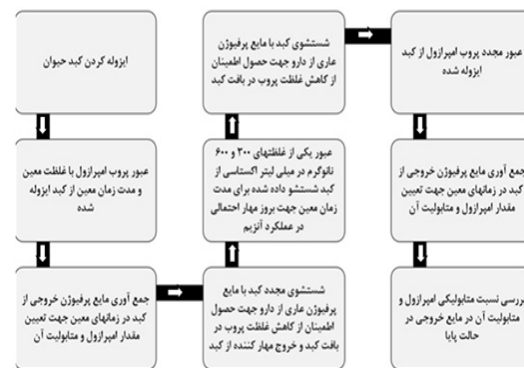 ایزوله کردن کبد حیوان
عبور پروب امپرازول با غلظت معین
و مدت زمان معین از کبد ایزوله
شده
جمع آوری مایع پرفیوژن خروجی از
کبد در زمانهای معین جهت تعیین
مقدار امپرازول و متابولیت آن
شستشوی مجدد کبد با مایع
پرفیوژن عاری از دارو جهت حصول
اطمینان از کاهش غلظت پروب در
بافت کبد و خروج مهار کننده از کبد
عبور یکی از غلظتهای ۳۰۰ و ۶۰۰
نانوگرم در میلی لیتر اکستاسی از
کبد شستشو داده شده برای مدت
زمان معین جهت بروز مهار احتمالی
در عملکرد آنزیم
شستشوی کبد با مایع پرفیوژن
عاری از دارو جهت حصول اطمینان
از کاهش غلظت پروب در بافت کبد
عبور مجدد پروب امپرازول از کبد
ایزوله شده
جمع آوری مایع پرفیوژن خروجی از
کبد در زمانهای معین جهت تعیین
مقدار امپرازول و متابولیت آن
بررسی نسبت متابولیکی امپرازول و
متابولیت آن در مایع خروجی در
حالت پایا